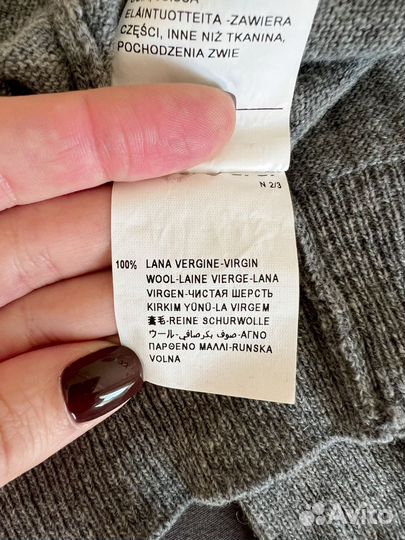 ELÄINTUOTTEITA -ZAWIERA
CZĘŚCI, INNE NIŻ TKANINA,
POCHODZENIA ZWIE
N 2/3
100% LANA VERGINE-VIRGIN
WOOL-LAINE VIERGE-LANA
VIRGEN-ЧИСТАЯ ШЕРСТЬ
KIRKIM YÜNÜ-LA VIRGEM
毛-REINE SCHURWOLLE
ウール-صوف بكر صافي-ΑΓΝΟ
ΠΑΡΘΕΝΟ ΜΑΛΛΙ-RUNSKA
VOLNA
Avito